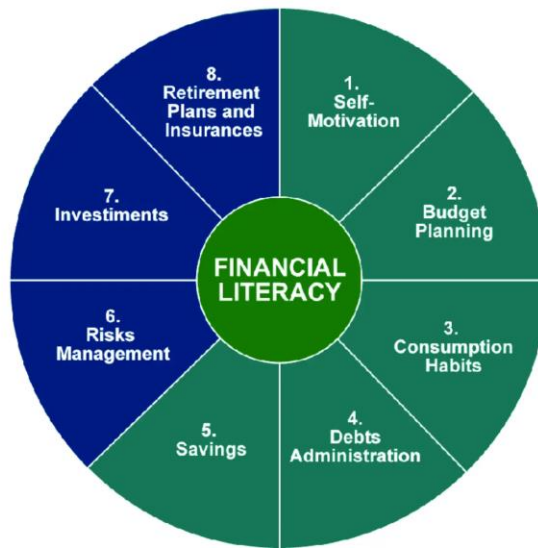 FINANCIAL
LITERACY
1.
Self-
Motivation
2.
Budget
Planning
3.
Consumption
Habits
4.
Debts
Administration
5.
Savings
6.
Risks
Management
7.
Investiments
8.
Retirement
Plans and
Insurances